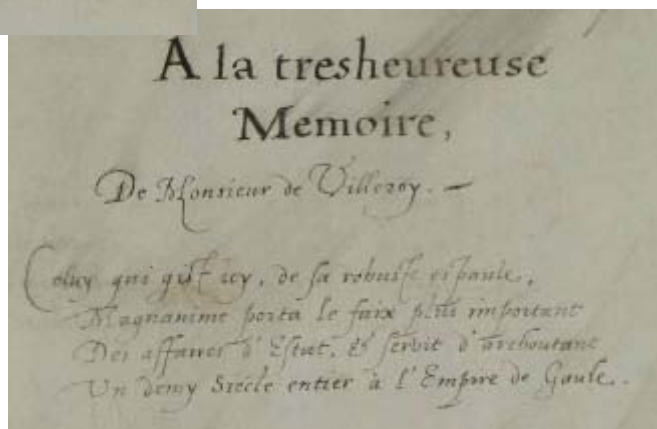 A la tresheureuse
Memoire,
De Monsieur de Villeroy.
Celuy qui gist icy, de sa robuste espaule,
Magnanime porta le faix plus important
Des affaires d'Estat, & servit d'arcboutant
Un demy Siecle entier à l'Empire de Gaule.